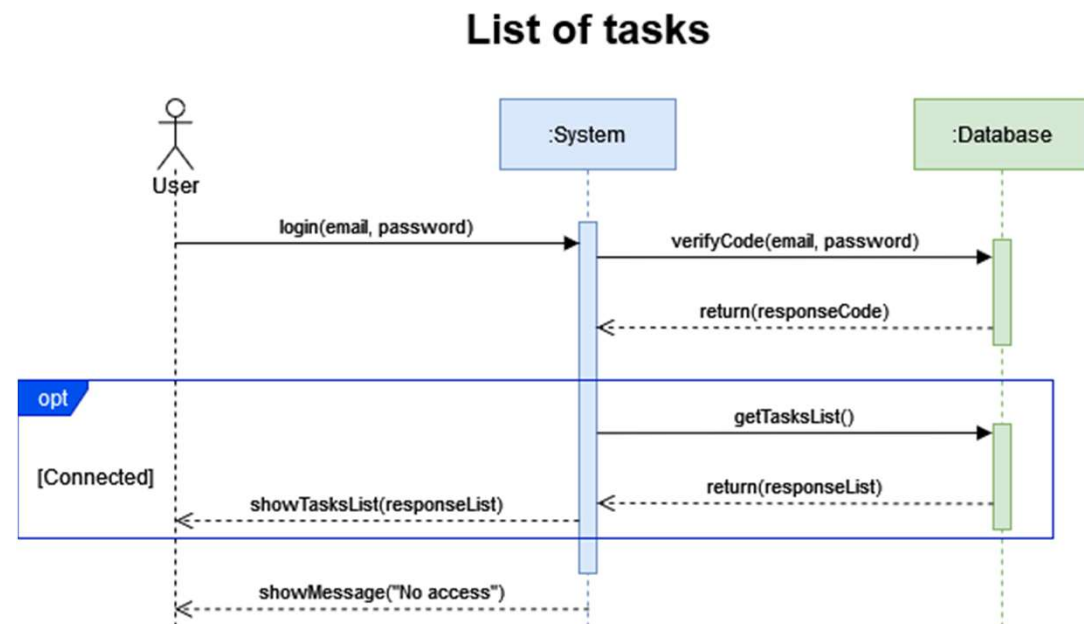 List of tasks
:System
:Database
User
login(email, password)
verifyCode(email, password)
return(responseCode)
opt
getTasksList()
[Connected]
return(responseList)
showTasksList(responseList)
showMessage("No access")